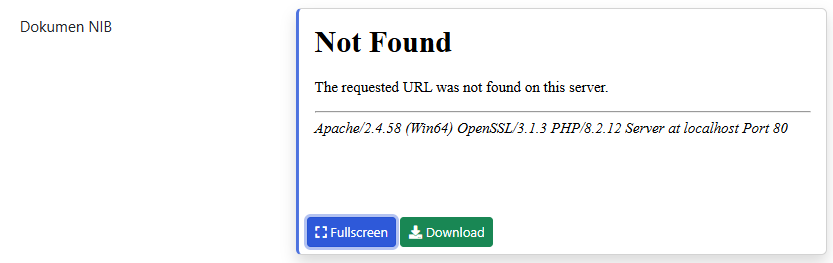 Dokumen NIB
Not Found
The requested URL was not found on this server.
Apache/2.4.58 (Win64) OpenSSL/3.1.3 PHP/8.2.12 Server at localhost Port 80
Fullscreen
Download